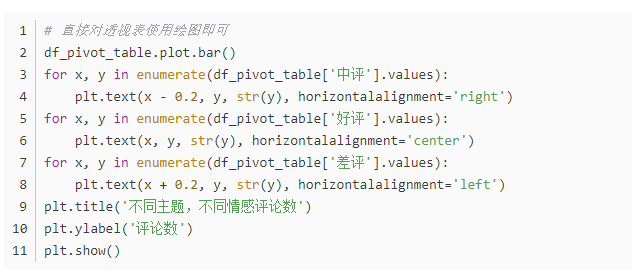 1 # 直接对透视表使用绘图即可
2 df_pivot_table.plot.bar()
3 for x, y in enumerate(df_pivot_table['中评'].values):
4     plt.text(x - 0.2, y, str(y), horizontalalignment='right')
5 for x, y in enumerate(df_pivot_table['好评'].values):
6     plt.text(x, y, str(y), horizontalalignment='center')
7 for x, y in enumerate(df_pivot_table['差评'].values):
8     plt.text(x + 0.2, y, str(y), horizontalalignment='left')
9 plt.title('不同主题，不同情感评论数')
10 plt.ylabel('评论数')
11 plt.show()